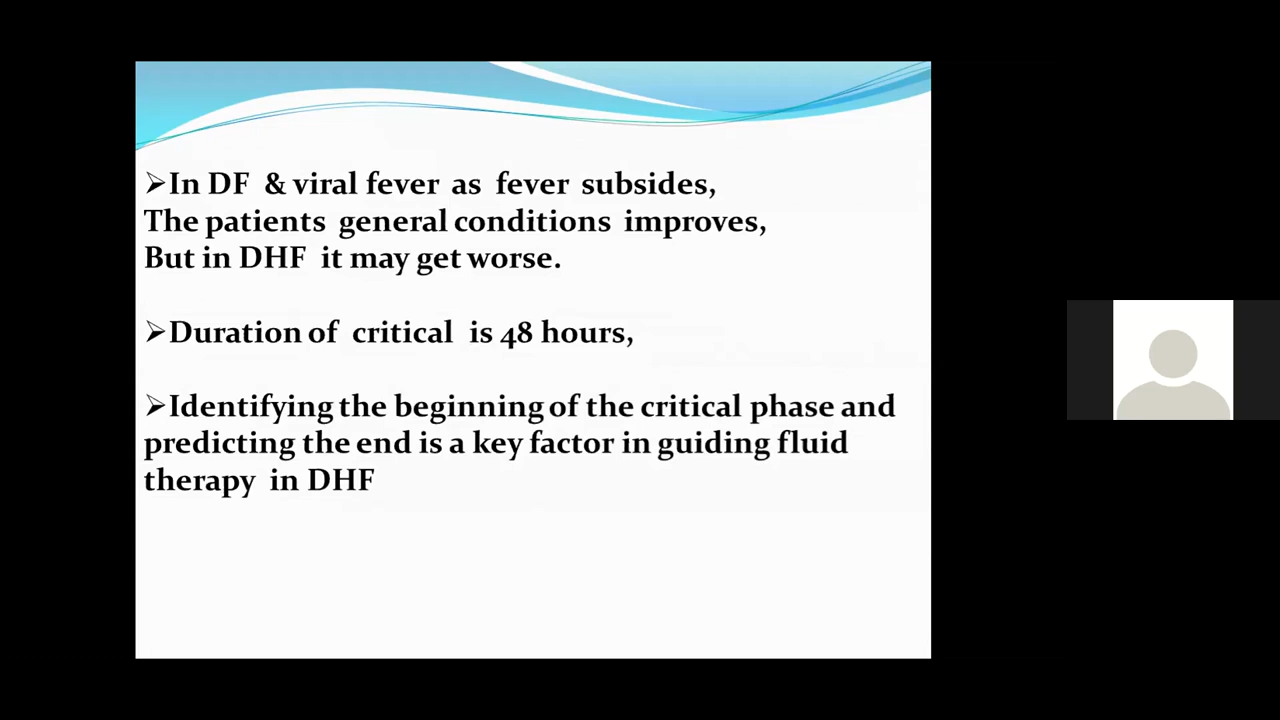 ➢In DF & viral fever as fever subsides,
The patients general conditions improves,
But in DHF it may get worse.
➢Duration of critical is 48 hours,
➢Identifying the beginning of the critical phase and
predicting the end is a key factor in guiding fluid
therapy in DHF